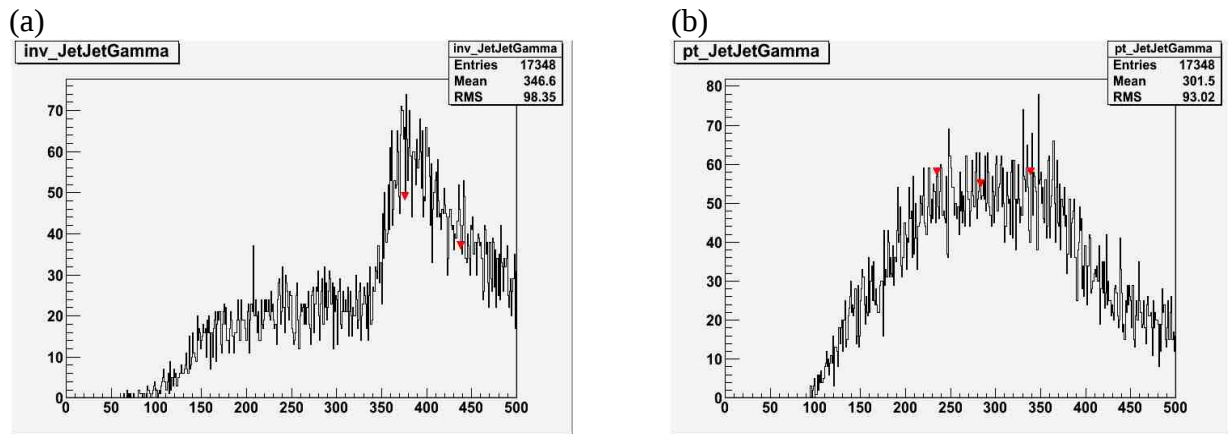 (a)
inv_JetJetGamma
inv_JetJetGamma
Entries 17348
Mean 346.6
RMS 98.35
70
60
50
40
30
20
10
0
0 50 100 150 200 250 300 350 400 450 500
(b)
pt_JetJetGamma
pt_JetJetGamma
Entries 17348
Mean 301.5
RMS 93.02
80
70
60
50
40
30
20
10
0
0 50 100 150 200 250 300 350 400 450 500